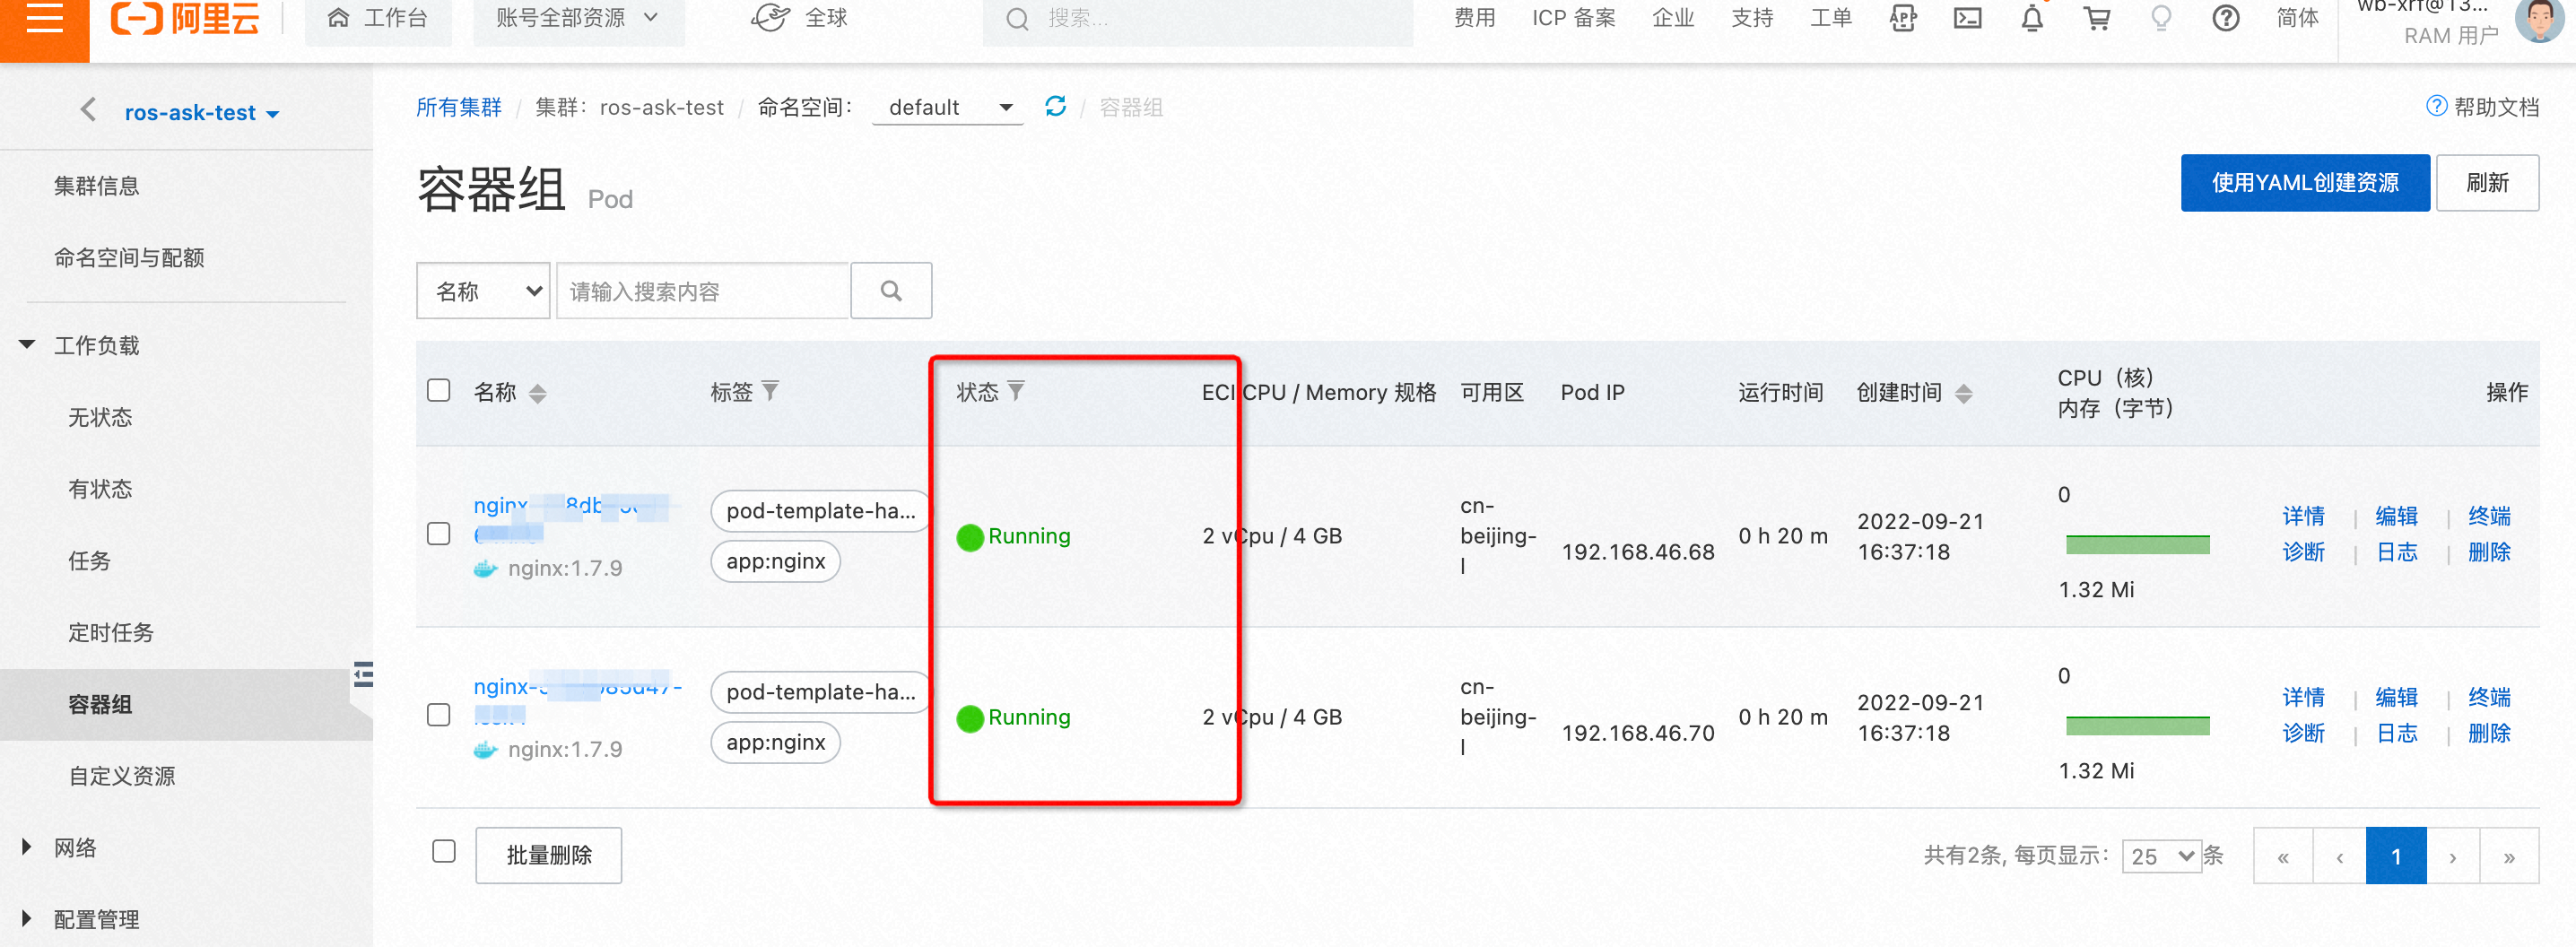 阿里云
工作台
账号全部资源
全球
搜索...
费用
ICP 备案
企业
支持
工单
APP
简体
wb-xrf@13...
RAM 用户
ros-ask-test
集群信息
命名空间与配额
工作负载
无状态
有状态
任务
定时任务
容器组
自定义资源
网络
配置管理
所有集群 / 集群: ros-ask-test / 命名空间: default / 容器组
帮助文档
容器组 Pod
使用YAML创建资源
刷新
名称
请输入搜索内容
名称
标签
状态
ECI CPU / Memory 规格
可用区
Pod IP
运行时间
创建时间
CPU（核）
内存（字节）
操作
nginx
nginx:1.7.9
pod-template-ha...
app:nginx
Running
2 vCpu / 4 GB
cn-
beijing-
l
192.168.46.68
0 h 20 m
2022-09-21
16:37:18
0
1.32 Mi
详情 | 编辑 | 终端
诊断 | 日志 | 删除
nginx-
nginx:1.7.9
pod-template-ha...
app:nginx
Running
2 vCpu / 4 GB
cn-
beijing-
l
192.168.46.70
0 h 20 m
2022-09-21
16:37:18
0
1.32 Mi
详情 | 编辑 | 终端
诊断 | 日志 | 删除
批量删除
共有2条, 每页显示: 25 条
« ‹ 1 › »